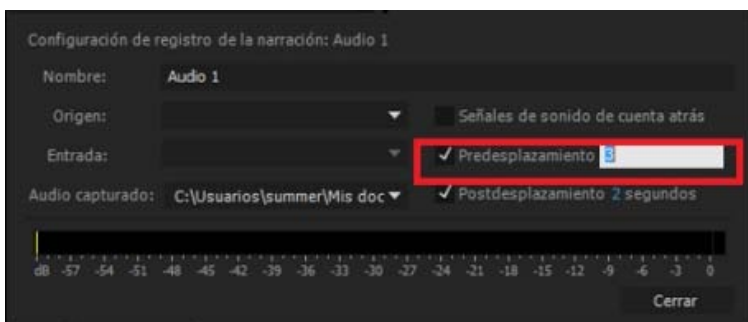 Configuración de registro de la narración: Audio 1
Nombre: Audio 1
Origen: Señales de sonido de cuenta atrás
Entrada: Predesplazamiento 3
Audio capturado: C:\Usuarios\summer\Mis doc Postdesplazamiento 2 segundos
dB -57 -54 -51 -48 -45 -42 -39 -36 -33 -30 -27 -24 -21 -18 -15 -12 -9 -6 -3 0
Cerrar